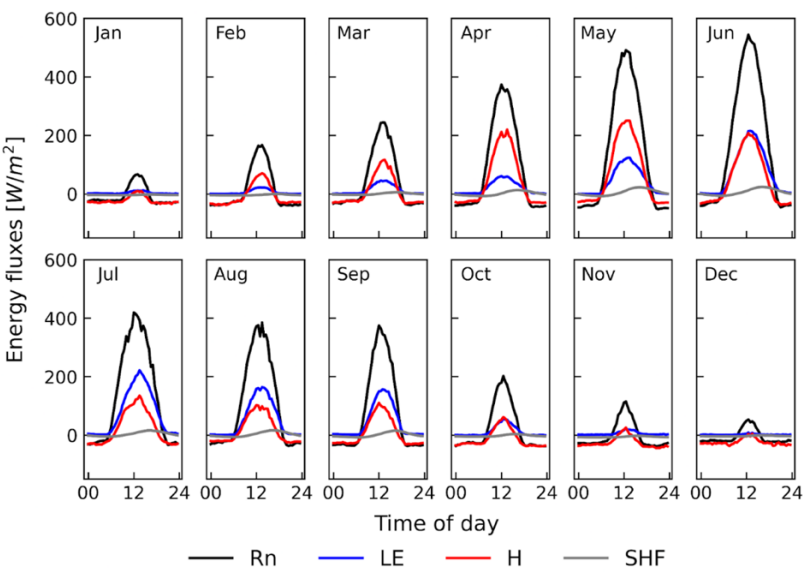 Energy fluxes [W/m²]
600
400
200
0
Jan
Feb
Mar
Apr
May
Jun
600
400
200
0
Jul
Aug
Sep
Oct
Nov
Dec
00 12 24 00 12 24 00 12 24 00 12 24 00 12 24 00 12 24
Time of day
Rn LE H SHF